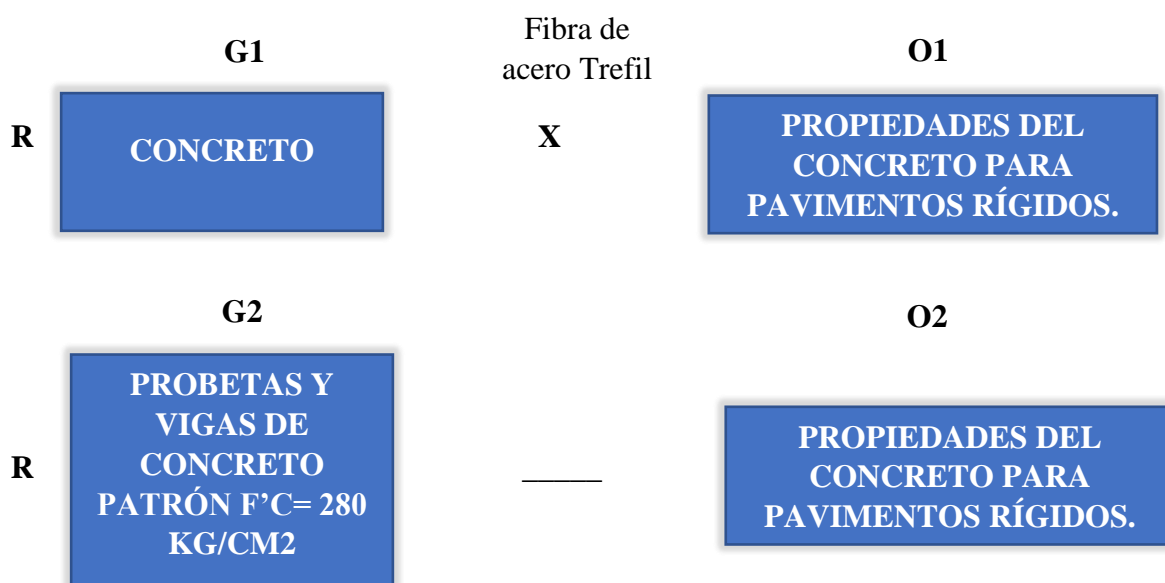 G1
Fibra de
acero Trefil
O1
R
CONCRETO
X
PROPIEDADES DEL
CONCRETO PARA
PAVIMENTOS RÍGIDOS.
G2
O2
R
PROBETAS Y
VIGAS DE
CONCRETO
PATRÓN F’C= 280
KG/CM2
_____
PROPIEDADES DEL
CONCRETO PARA
PAVIMENTOS RÍGIDOS.